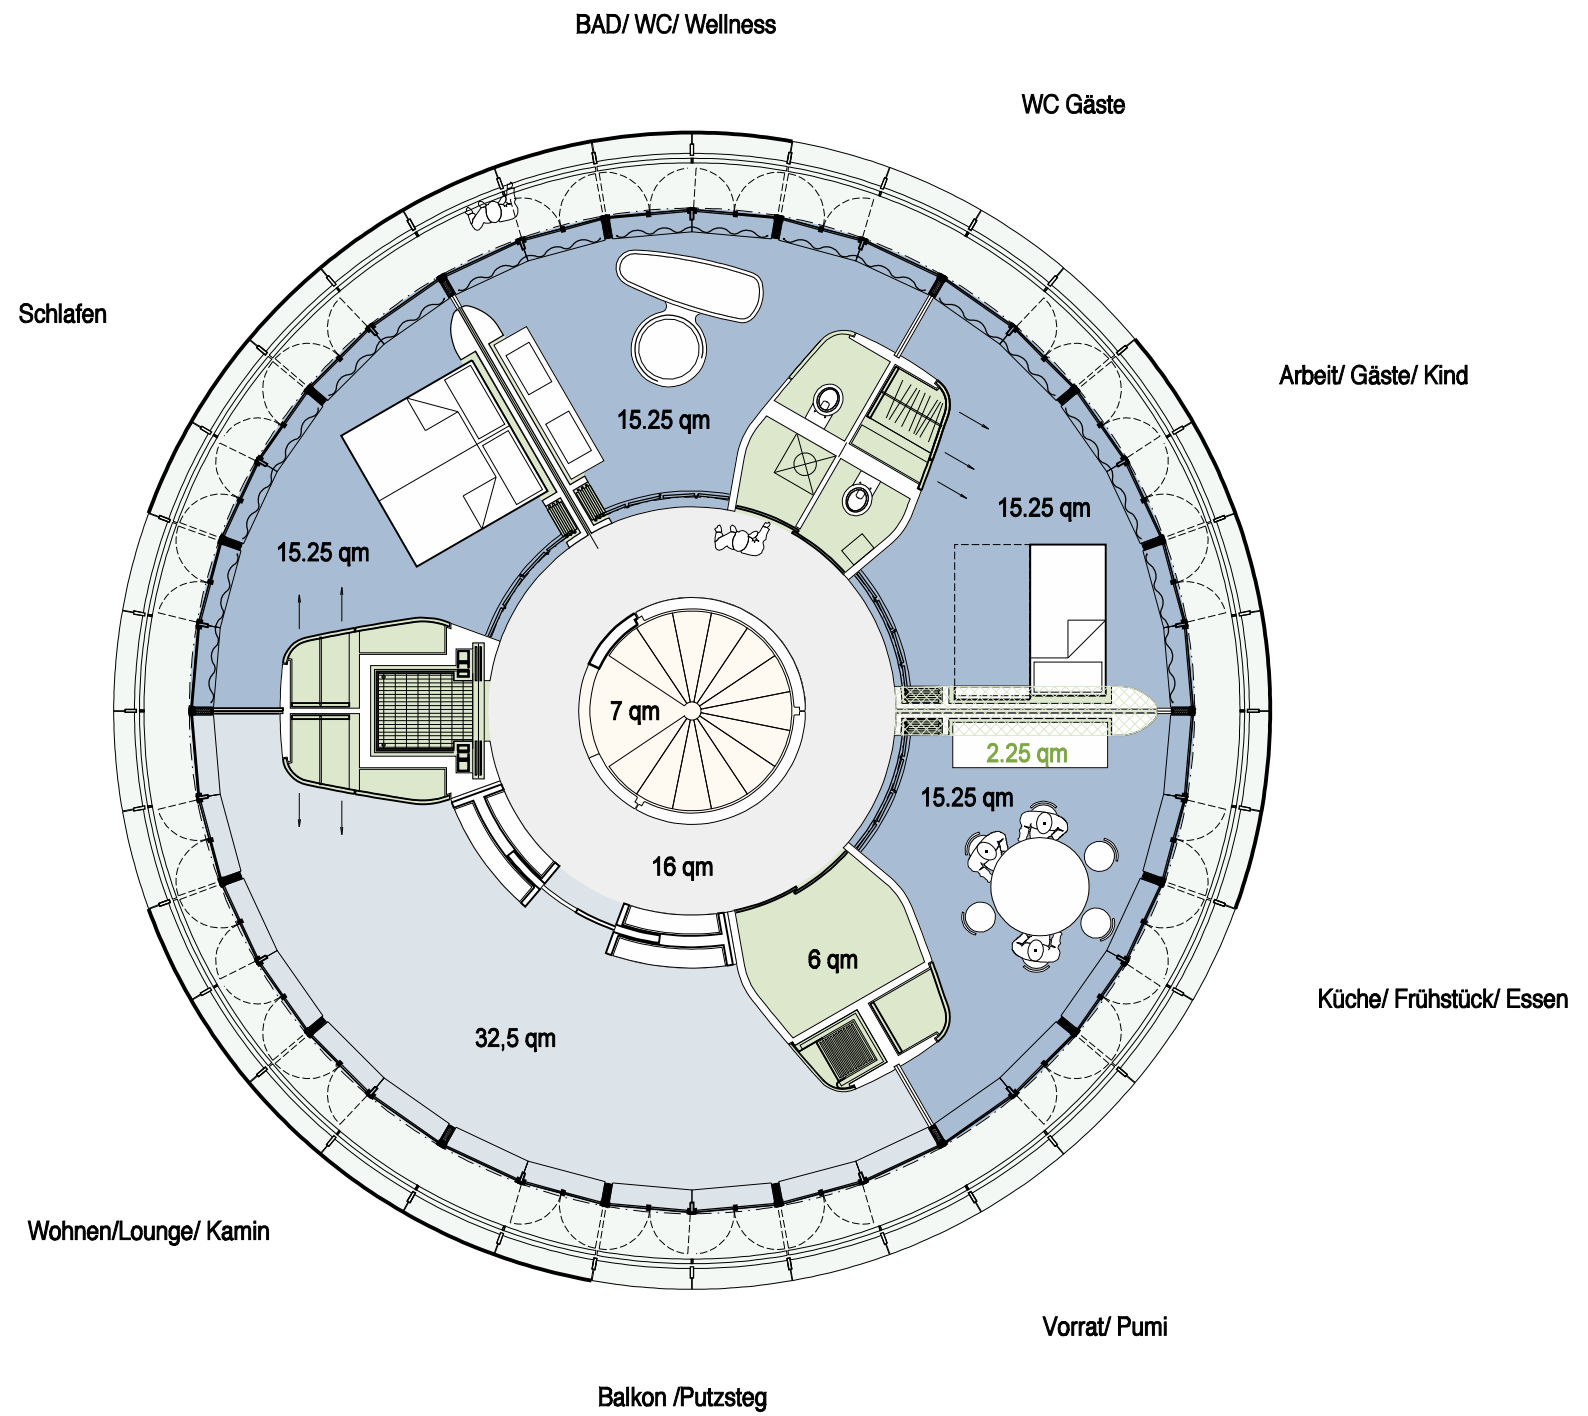 BAD/ WC/ Wellness
WC Gäste
Schlafen
Arbeit/ Gäste/ Kind
15.25 qm
15.25 qm
15.25 qm
7 qm
2.25 qm
15.25 qm
16 qm
6 qm
Küche/ Frühstück/ Essen
32,5 qm
Wohnen/Lounge/ Kamin
Vorrat/ Pumi
Balkon /Putzsteg